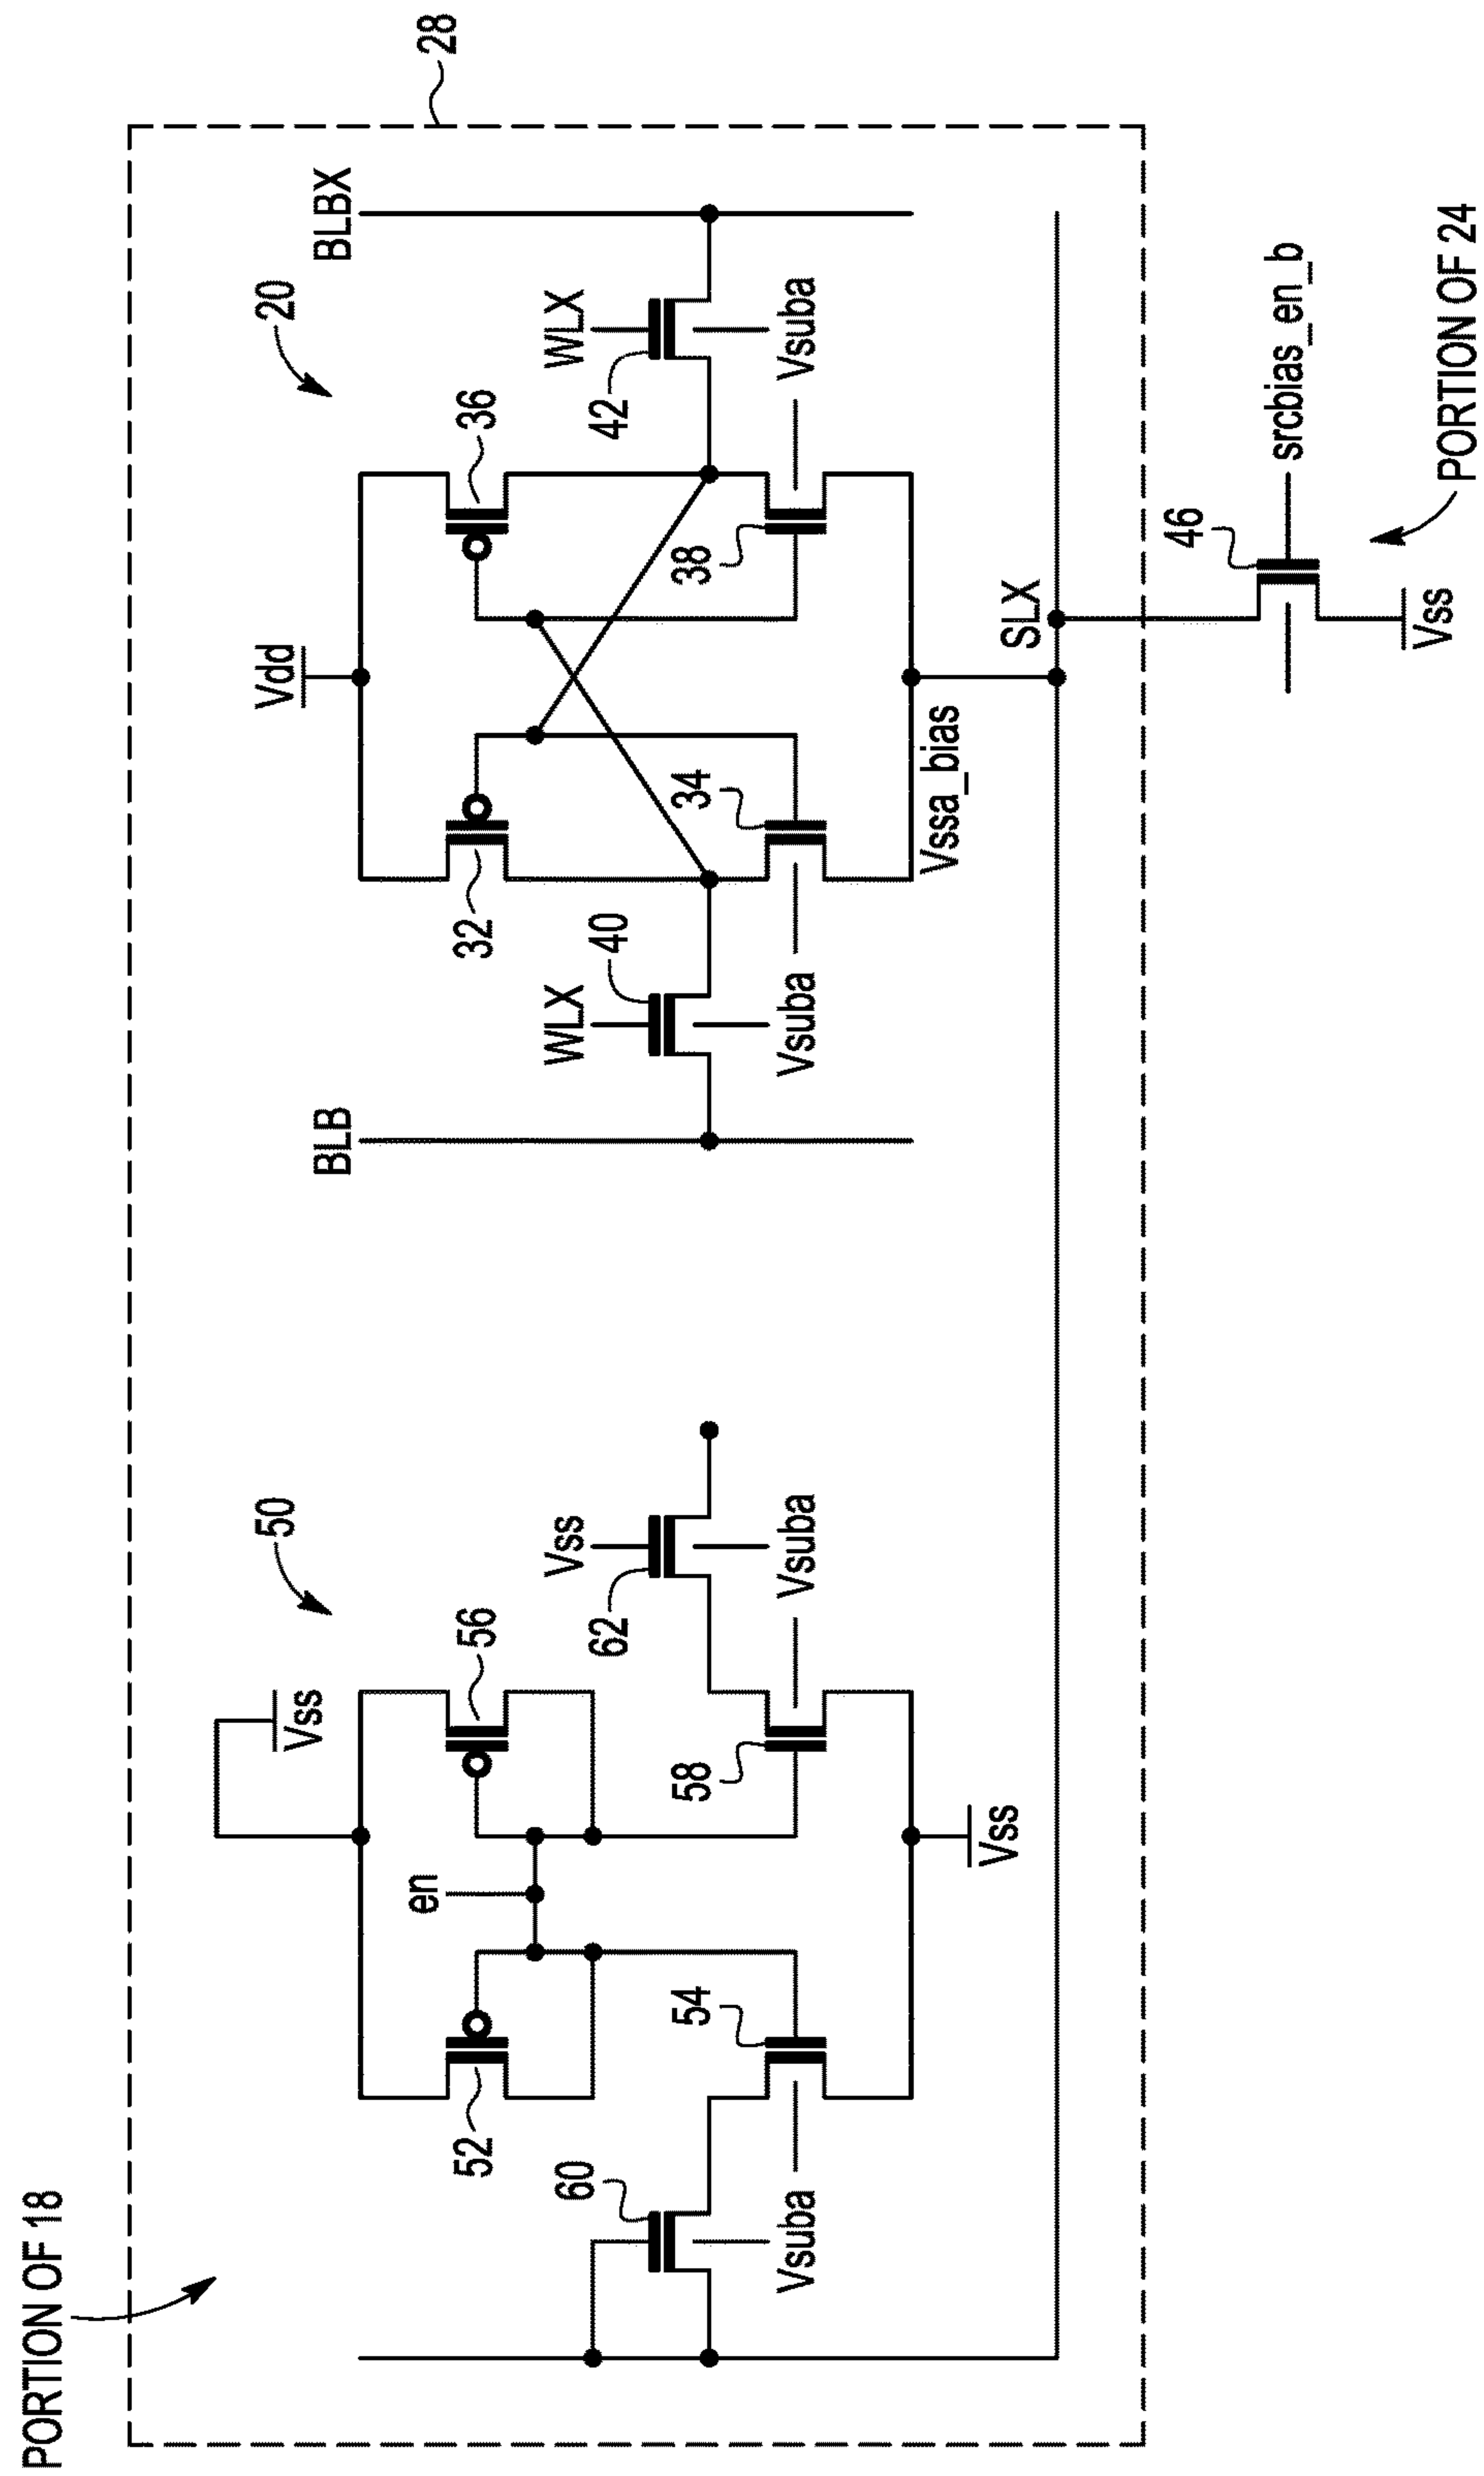 PORTION OF 18
50
20
28
Vss
Vdd
BLB
BLBX
en
52
56
32
36
60
62
Vss
40
WLX
42
WLX
54
58
34
38
Vsuba
Vsuba
Vsuba
Vsuba
Vsuba
Vsuba
Vss
Vssa_bias
SLX
46
srcbias_en_b
Vss
PORTION OF 24